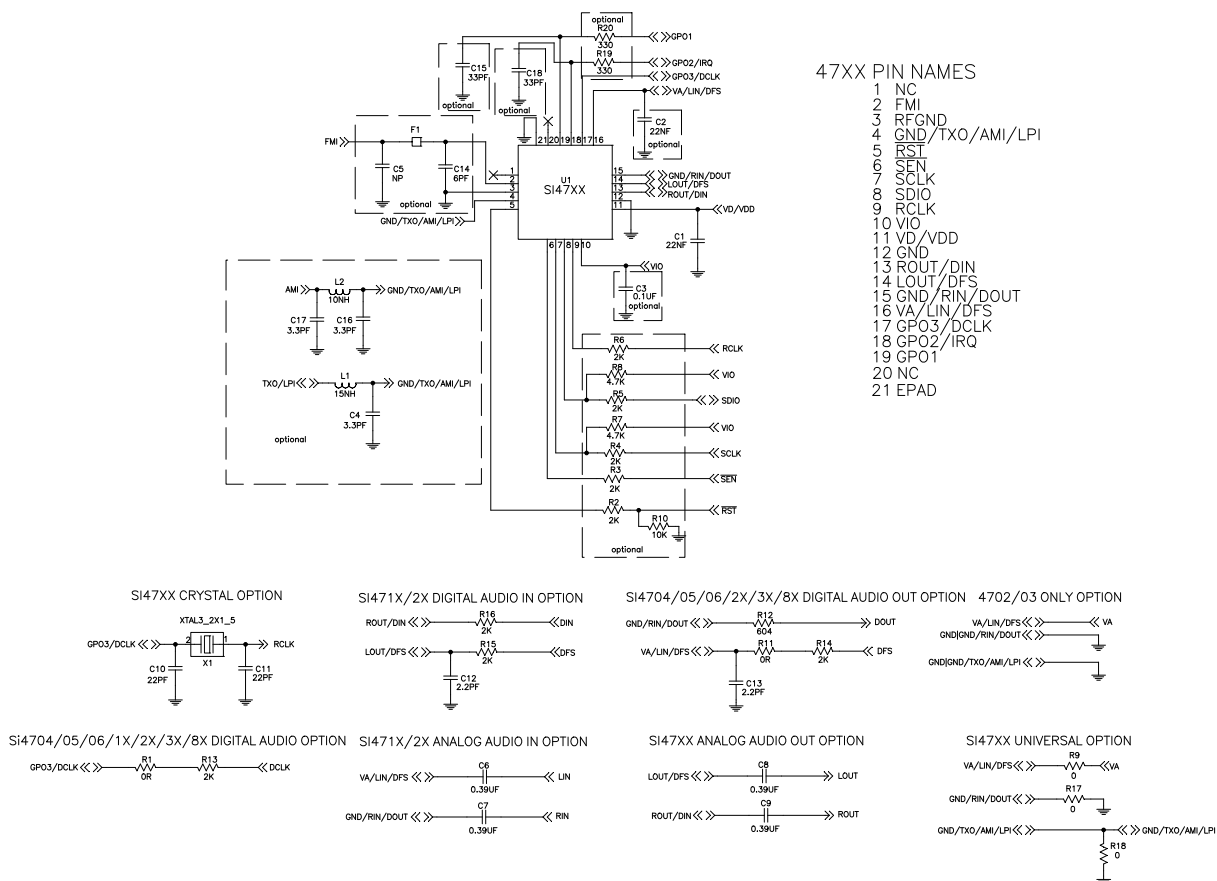 optional
R20
330
GPO1
R19
330
GPO2/IRQ
GPO3/DCLK
VA/LIN/DFS
C15
33PF
optional
C18
33PF
optional
C2
22NF
optional
21 20 19 18 17 16
FMI
F1
C5
NP
C14
6PF
optional
GND/TXO/AMI/LPI
1
2
3
4
5
U1
SI47XX
15
14
13
12
11
GND/RIN/DOUT
LOUT/DFS
ROUT/DIN
VD/VDD
C1
22NF
6 7 8 9 10
VIO
C3
0.1UF
optional
AMI
L2
10NH
GND/TXO/AMI/LPI
C17
3.3PF
C16
3.3PF
TXO/LPI
L1
15NH
GND/TXO/AMI/LPI
C4
3.3PF
optional
R6
2K
RCLK
R8
4.7K
VIO
R5
2K
SDIO
R7
4.7K
VIO
R4
2K
SCLK
R3
2K
SEN
R2
2K
RST
R10
10K
optional
47XX PIN NAMES
1 NC
2 FMI
3 RFGND
4 GND/TXO/AMI/LPI
5 RST
6 SEN
7 SCLK
8 SDIO
9 RCLK
10 VIO
11 VD/VDD
12 GND
13 ROUT/DIN
14 LOUT/DFS
15 GND/RIN/DOUT
16 VA/LIN/DFS
17 GPO3/DCLK
18 GPO2/IRQ
19 GPO1
20 NC
21 EPAD
SI47XX CRYSTAL OPTION
XTAL3_2X1_5
GPO3/DCLK
2
1
RCLK
X1
C10
22PF
C11
22PF
SI471X/2X DIGITAL AUDIO IN OPTION
ROUT/DIN
R16
2K
DIN
LOUT/DFS
R15
2K
DFS
C12
2.2PF
SI4704/05/06/2X/3X/8X DIGITAL AUDIO OUT OPTION
GND/RIN/DOUT
R12
604
DOUT
VA/LIN/DFS
R11
0R
R14
2K
DFS
C13
2.2PF
4702/03 ONLY OPTION
VA/LIN/DFS
VA
GND|GND/RIN/DOUT
GND|GND/TXO/AMI/LPI
Si4704/05/06/1X/2X/3X/8X DIGITAL AUDIO OPTION
GPO3/DCLK
R1
0R
R13
2K
DCLK
SI471X/2X ANALOG AUDIO IN OPTION
VA/LIN/DFS
C6
0.39UF
LIN
GND/RIN/DOUT
C7
0.39UF
RIN
SI47XX ANALOG AUDIO OUT OPTION
LOUT/DFS
C8
0.39UF
LOUT
ROUT/DIN
C9
0.39UF
ROUT
SI47XX UNIVERSAL OPTION
VA/LIN/DFS
R9
0
VA
GND/RIN/DOUT
R17
0
GND/TXO/AMI/LPI
GND/TXO/AMI/LPI
R18
0